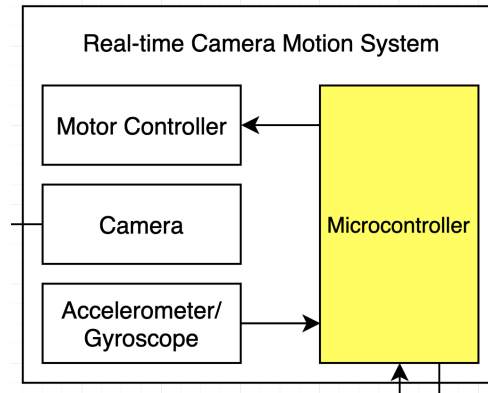 Real-time Camera Motion System
Motor Controller
Camera
Microcontroller
Accelerometer/
Gyroscope